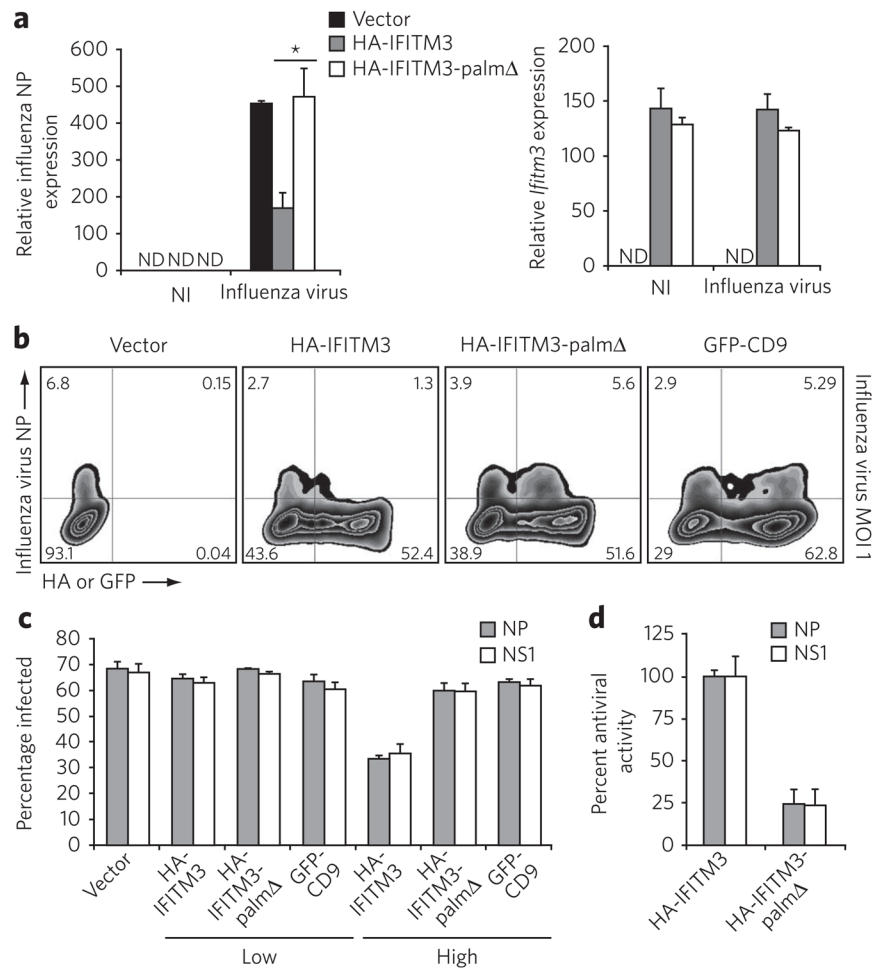 a
Vector
HA-IFITM3
HA-IFITM3-palmΔ
Relative influenza NP
expression
600
500
400
300
200
100
0
*
ND ND ND
NI
Influenza virus
Relative Ifitm3 expression
200
150
100
50
0
ND
ND
NI
Influenza virus
b
Vector
HA-IFITM3
HA-IFITM3-palmΔ
GFP-CD9
Influenza virus NP
6.8
0.15
93.1
0.04
2.7
1.3
43.6
52.4
3.9
5.6
38.9
51.6
2.9
5.29
29
62.8
Influenza virus MOI 1
HA or GFP
c
NP
NS1
Percentage infected
80
70
60
50
40
30
20
10
0
Vector
HA-
IFITM3
HA-
IFITM3-
palmΔ
GFP-
CD9
HA-
IFITM3
HA-
IFITM3-
palmΔ
GFP-
CD9
Low
High
d
NP
NS1
Percent antiviral
activity
125
100
75
50
25
0
HA-IFITM3
HA-IFITM3-
palmΔ